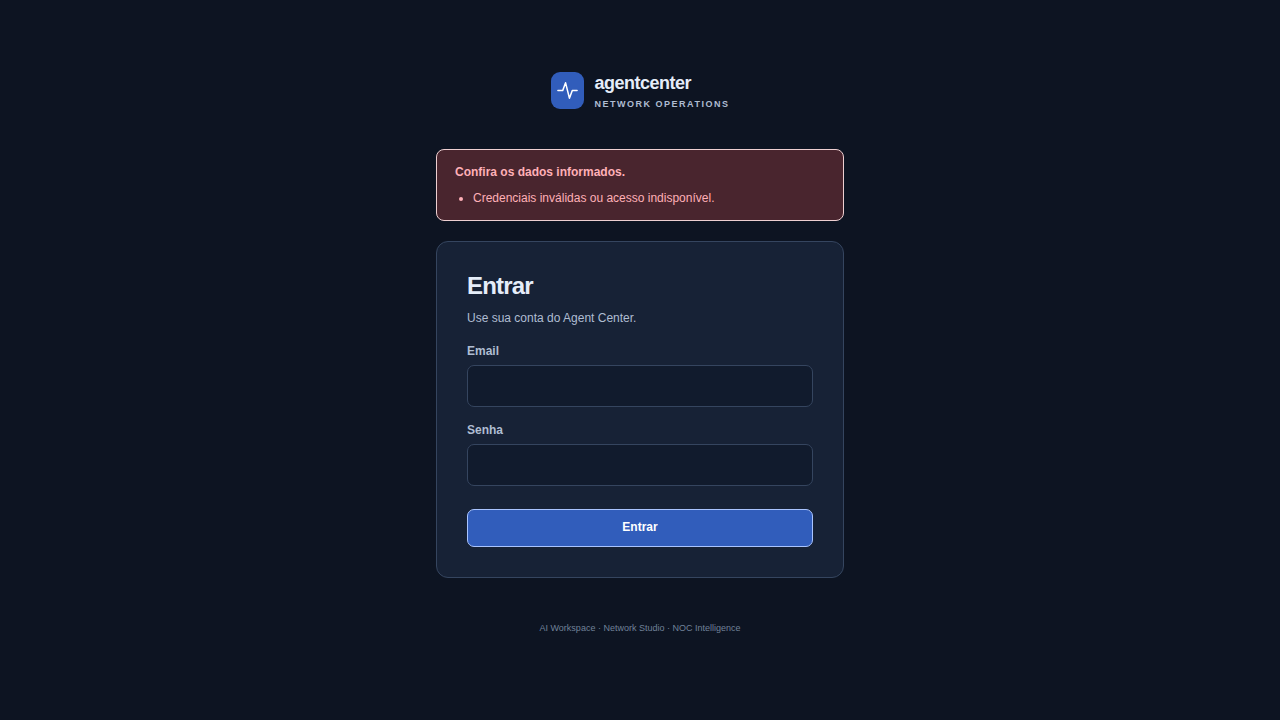 agentcenter
NETWORK OPERATIONS
Confira os dados informados.
Credenciais inválidas ou acesso indisponível.
Entrar
Use sua conta do Agent Center.
Email
Senha
Entrar
AI Workspace · Network Studio · NOC Intelligence